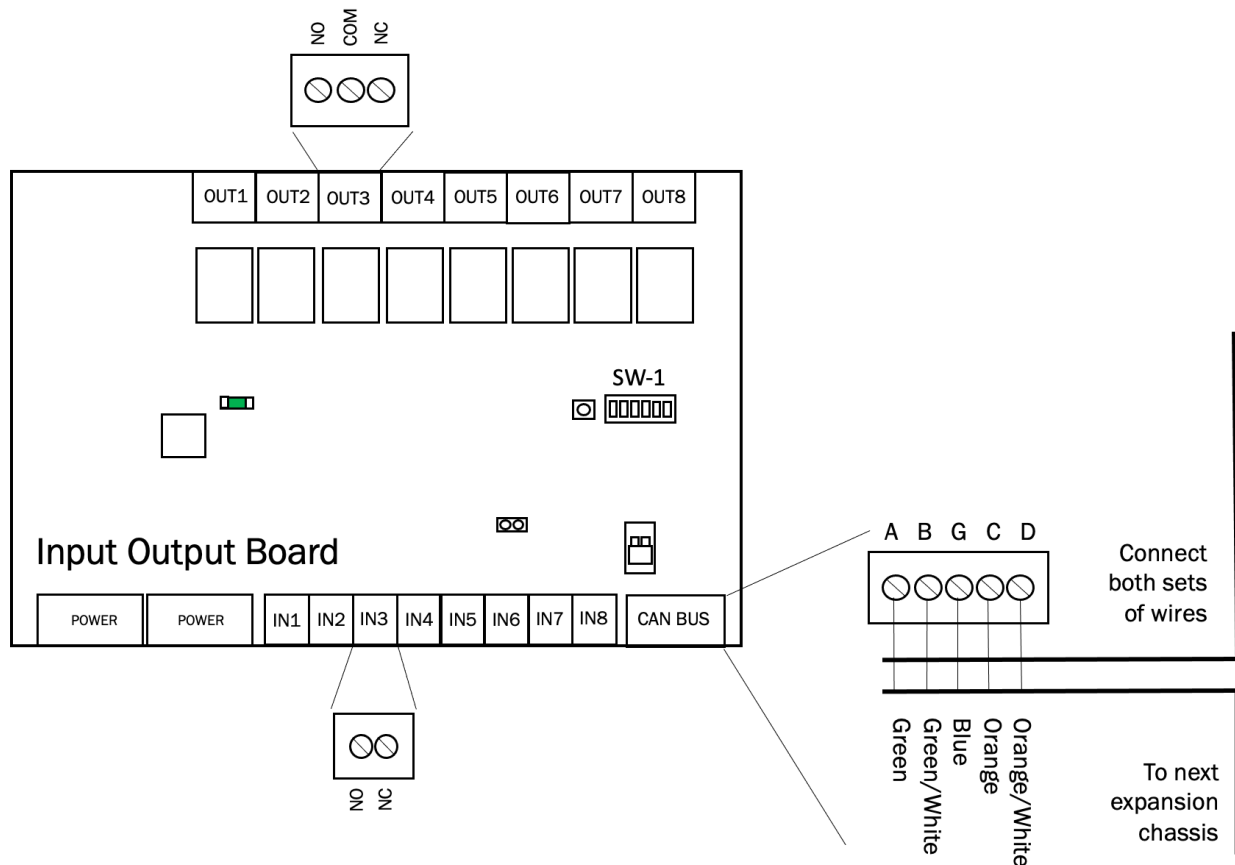 NO COM NC
OUT1 OUT2 OUT3 OUT4 OUT5 OUT6 OUT7 OUT8
SW-1
Input Output Board
POWER POWER IN1 IN2 IN3 IN4 IN5 IN6 IN7 IN8 CAN BUS
NO NC
A B G C D
Connect
both sets
of wires
Green
Green/White
Blue
Orange
Orange/White
To next
expansion
chassis